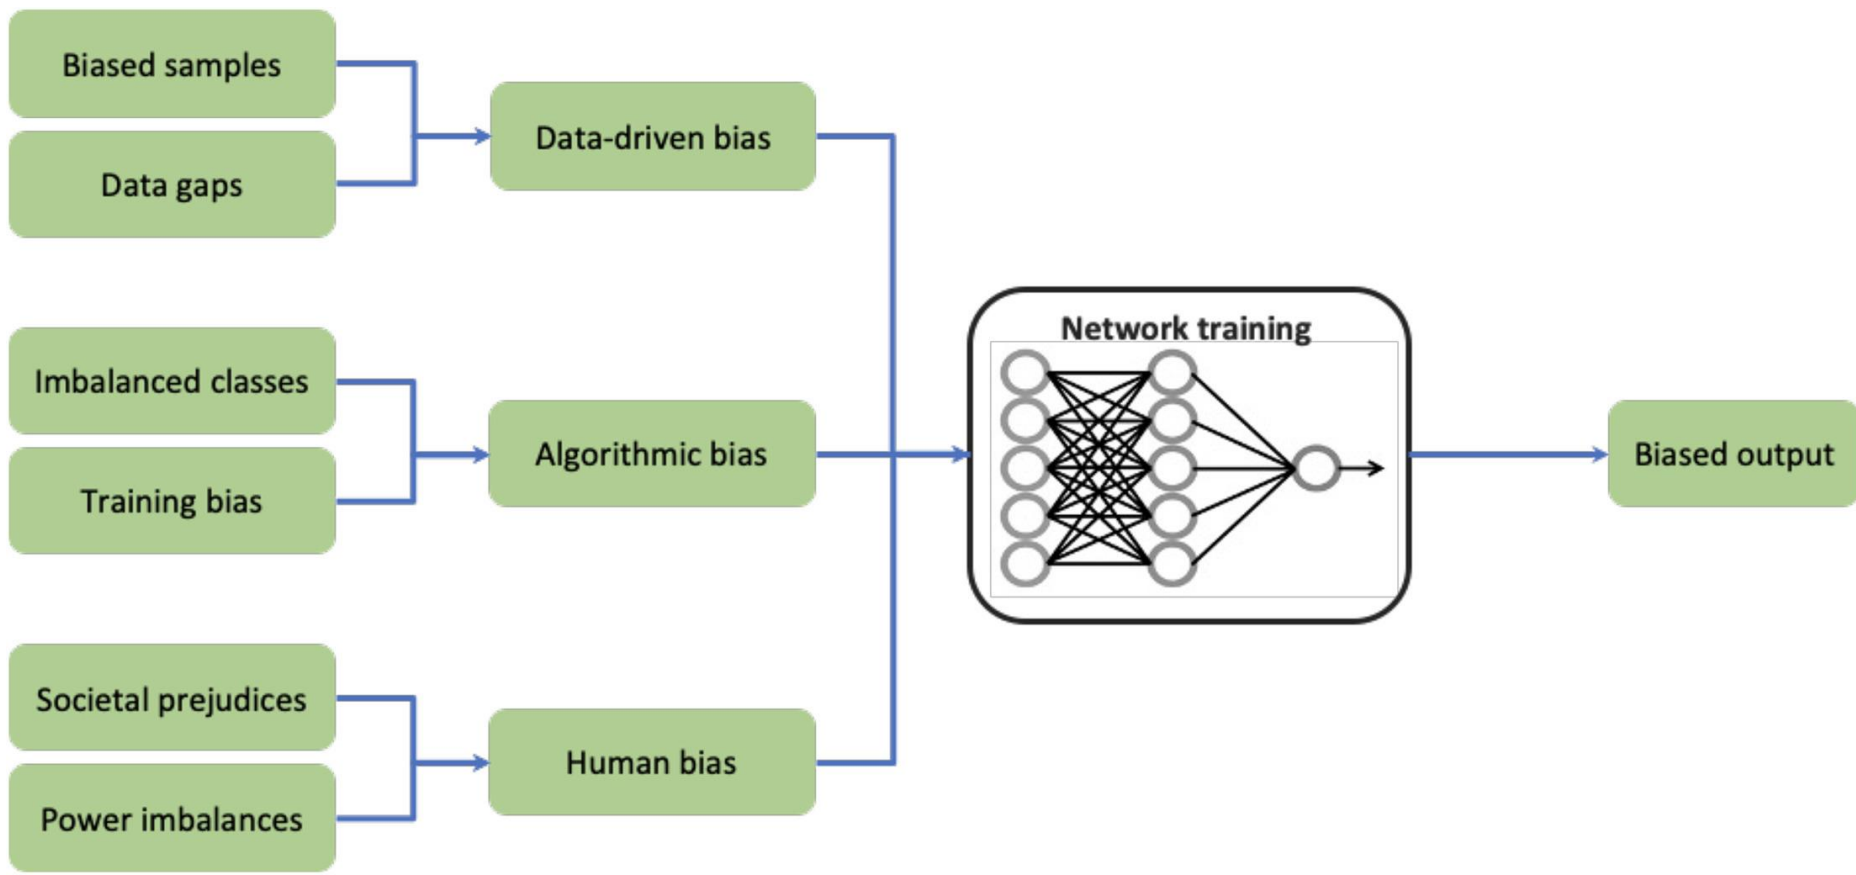 Biased samples
Data gaps
Data-driven bias
Imbalanced classes
Training bias
Algorithmic bias
Societal prejudices
Power imbalances
Human bias
Network training
Biased output